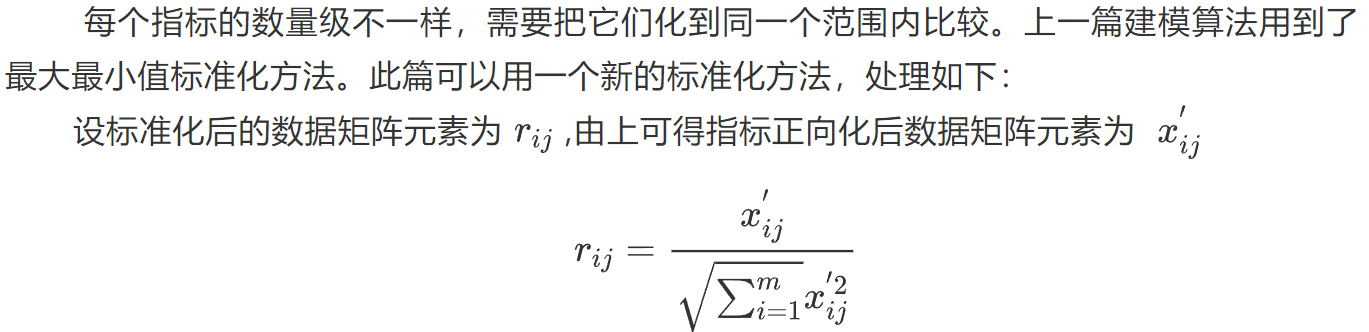 每个指标的数量级不一样，需要把它们化到同一个范围内比较。上一篇建模算法用到了
最大最小值标准化方法。此篇可以用一个新的标准化方法，处理如下：
设标准化后的数据矩阵元素为 r_{ij} ,由上可得指标正向化后数据矩阵元素为 x_{ij}^{'}
r_{ij} = \frac{x_{ij}^{'}}{\sqrt{\sum_{i=1}^{m}} x_{ij}^{'2}}